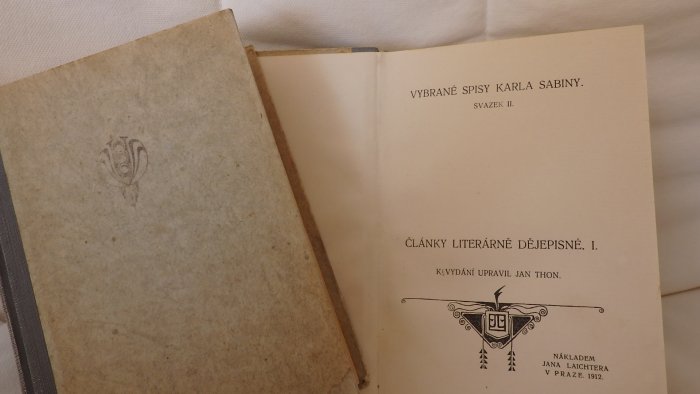 VYBRANÉ SPISY KARLA SABINY.
SVAZEK II.
ČLÁNKY LITERÁRNĚ DĚJEPISNÉ, I.
K VYDÁNÍ UPRAVIL JAN THON.
NÁKLADEM
JANA LAICHTERA
V PRAZE. 1912.